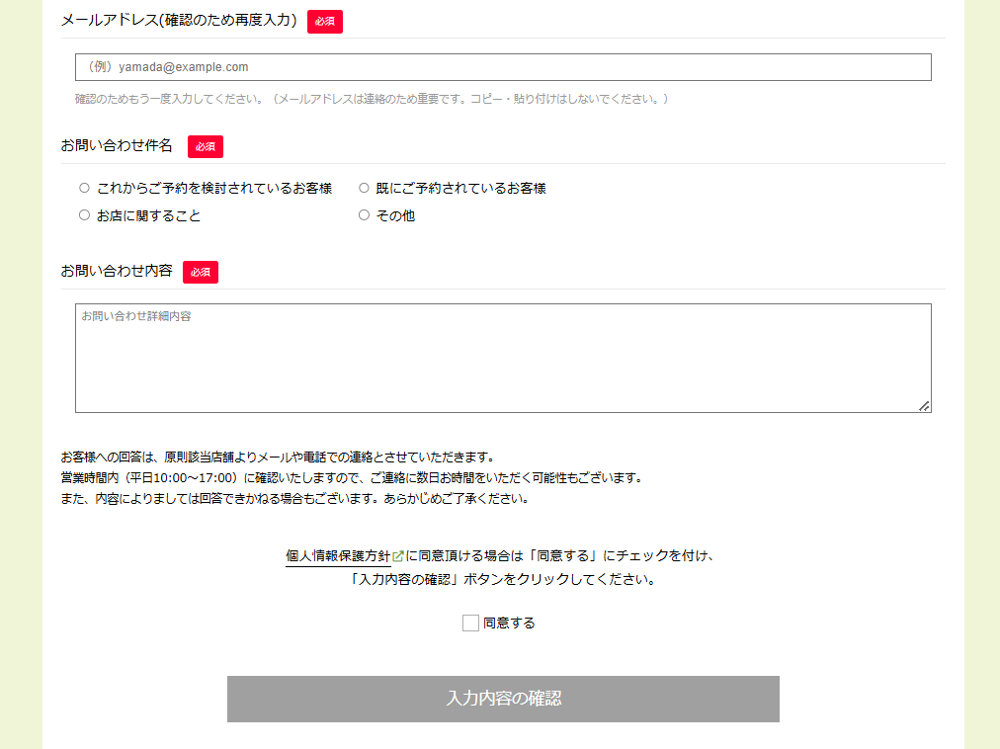 メールアドレス(確認のため再度入力) 必須
（例）yamada@example.com
確認のためもう一度入力してください。（メールアドレスは連絡のため重要です。コピー・貼り付けはしないでください。）
お問い合わせ件名 必須
これからご予約を検討されているお客様 既にご予約されているお客様
お店に関すること その他
お問い合わせ内容 必須
お問い合わせ詳細内容
お客様への回答は、原則該当店舗よりメールや電話での連絡とさせていただきます。
営業時間内（平日10:00～17:00）に確認いたしますので、ご連絡に数日お時間をいただく可能性もございます。
また、内容によりましては回答できかねる場合もございます。あらかじめご了承ください。
個人情報保護方針に同意頂ける場合は「同意する」にチェックを付け、
「入力内容の確認」ボタンをクリックしてください。
同意する
入力内容の確認